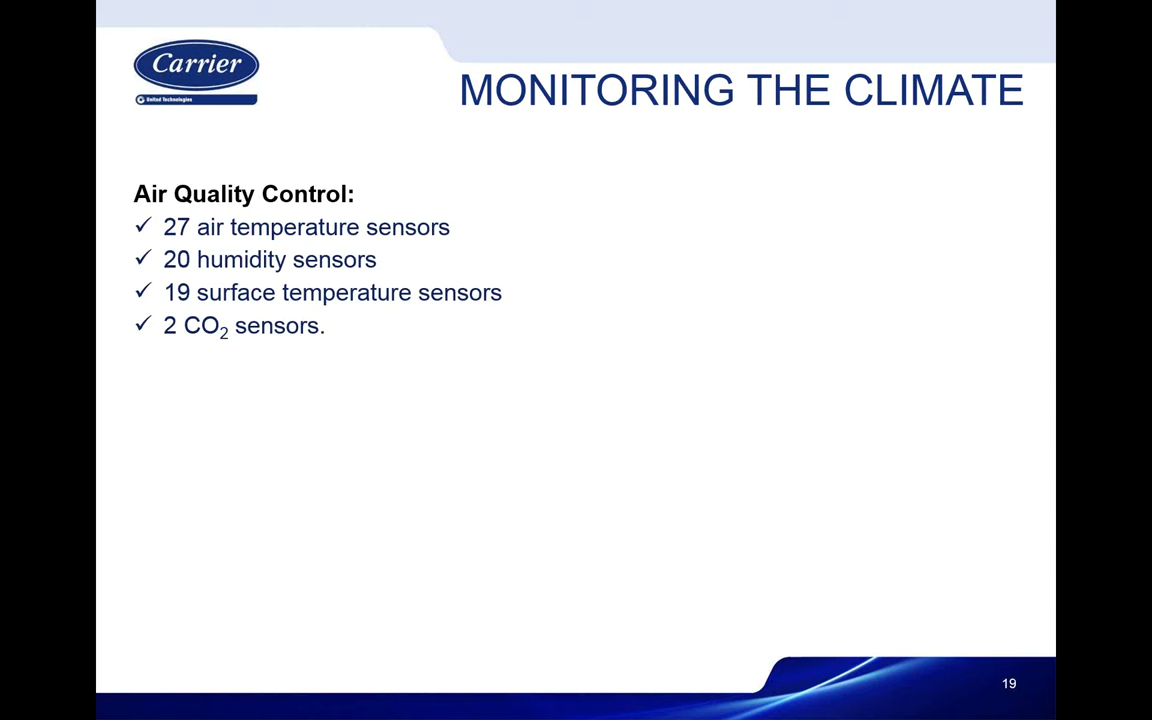 Carrier
United Technologies
MONITORING THE CLIMATE
Air Quality Control:
✓ 27 air temperature sensors
✓ 20 humidity sensors
✓ 19 surface temperature sensors
✓ 2 CO₂ sensors.
19